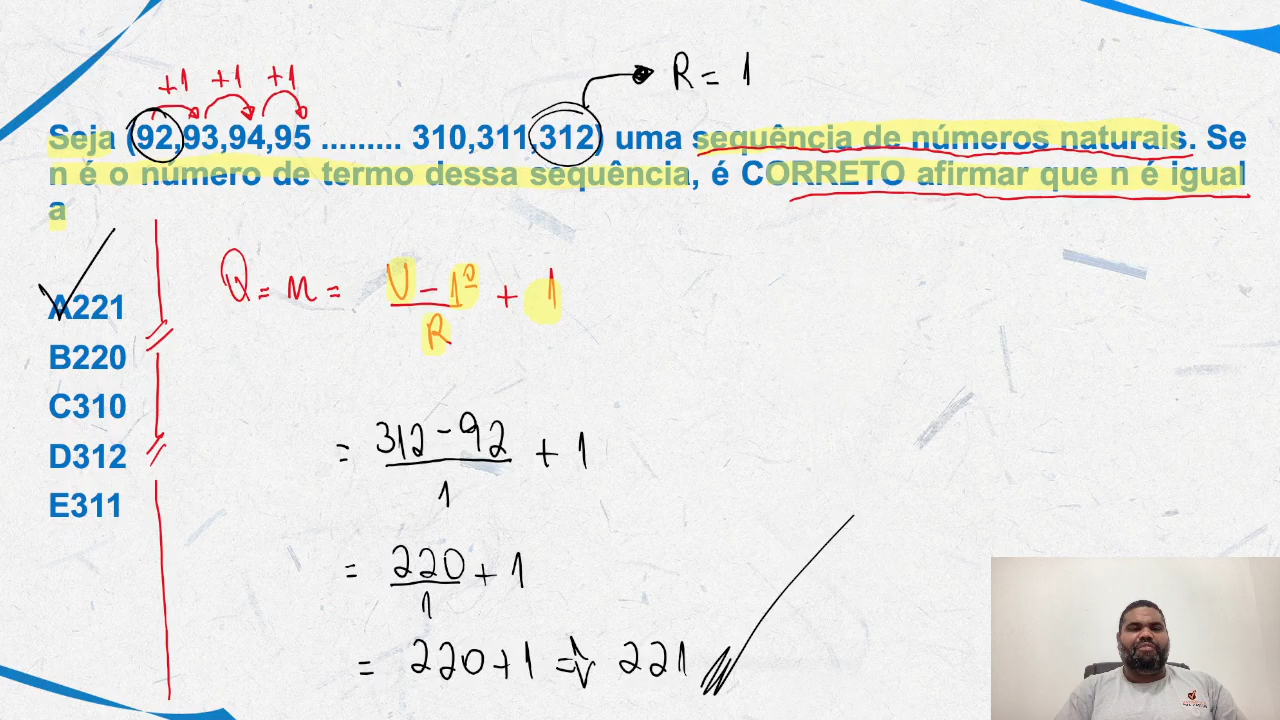 +1 +1 +1
R = 1
Seja (92,93,94,95 ......... 310,311,312) uma sequência de números naturais. Se
n é o número de termo dessa sequência, é CORRETO afirmar que n é igual
a
A221
B220
C310
D312
E311
Q = n = U - 1º / R + 1
= 312 - 92 / 1 + 1
= 220 / 1 + 1
= 220 + 1 => 221